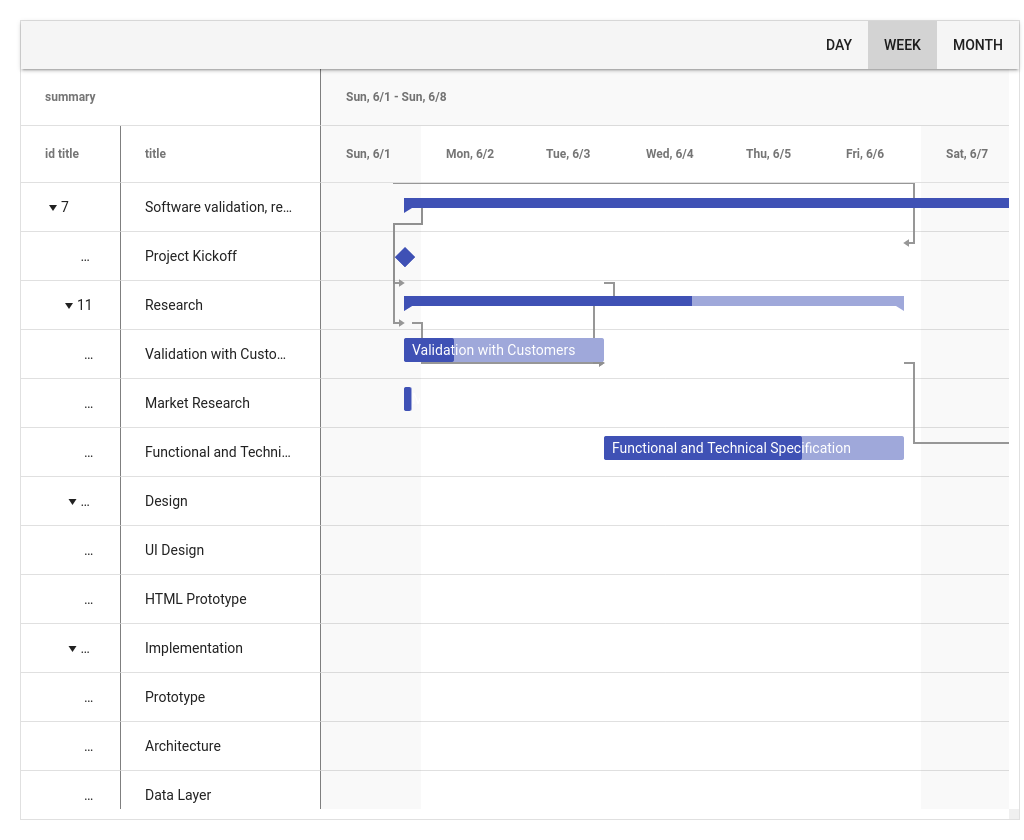 DAY WEEK MONTH
summary Sun, 6/1 - Sun, 6/8
id title title Sun, 6/1 Mon, 6/2 Tue, 6/3 Wed, 6/4 Thu, 6/5 Fri, 6/6 Sat, 6/7
7 Software validation, re...
... Project Kickoff
11 Research
... Validation with Custo... Validation with Customers
... Market Research
... Functional and Techni... Functional and Technical Specification
... Design
... UI Design
... HTML Prototype
... Implementation
... Prototype
... Architecture
... Data Layer